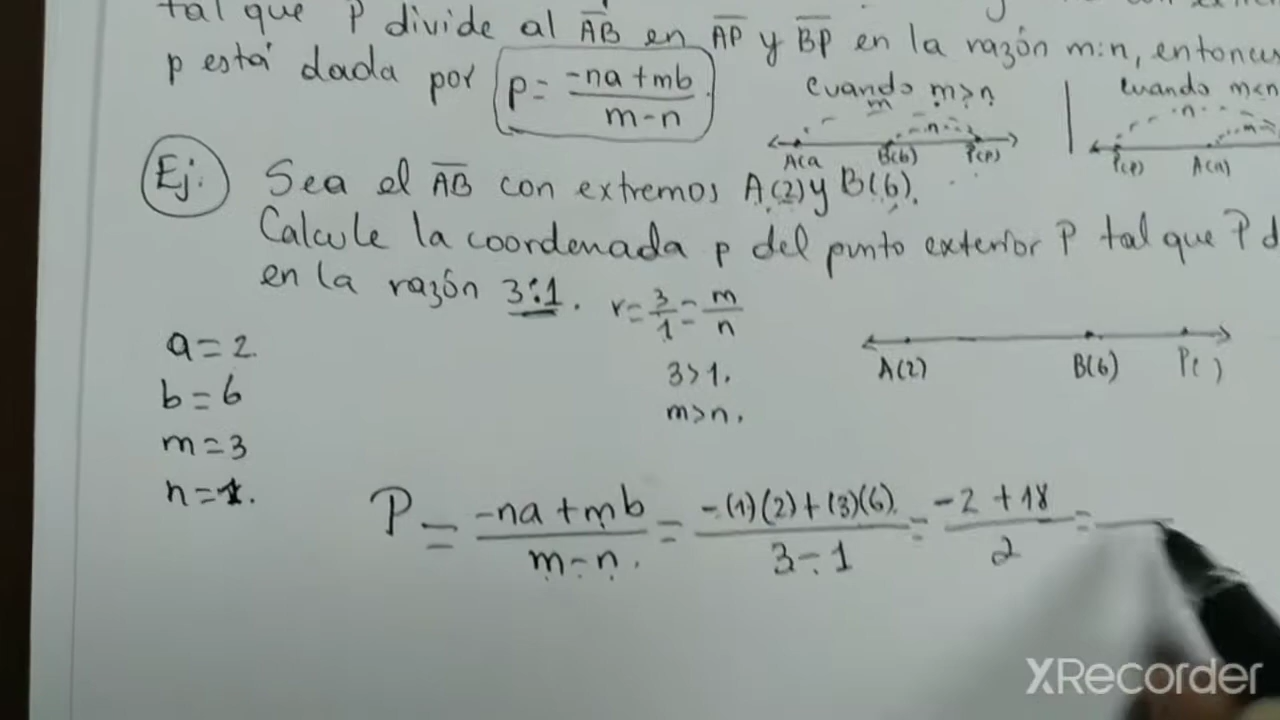 tal que P divide al AB en AP y BP en la razón m:n, entonces
p está dada por p = -na+mb / m-n. cuando m>n cuando m<n
m n n m
A(a B(b) P(p) P(p) A(a)
Ej: Sea el AB con extremos A(2) y B(6).
Calcule la coordenada p del punto exterior P tal que P d
en la razón 3:1. r = 3/1 = m/n
a = 2. 3>1. A(2) B(6) P( )
b = 6 m>n.
m = 3
n = 1.
P = -na+mb / m-n. = -(1)(2)+(3)(6) / 3-1 = -2+18 / 2 =
XRecorder